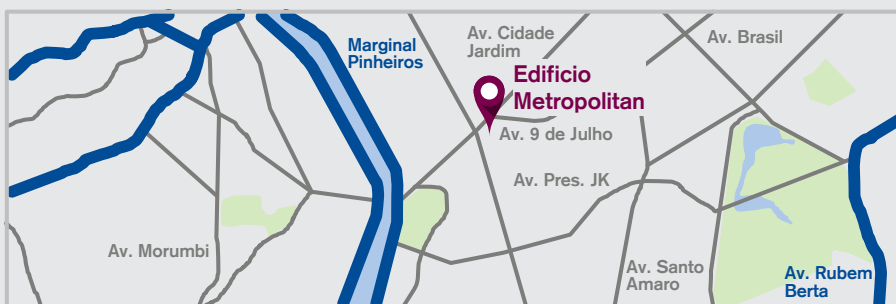 Av. Cidade
Jardim
Av. Brasil
Marginal
Pinheiros
Edificio
Metropolitan
Av. 9 de Julho
Av. Pres. JK
Av. Morumbi
Av. Santo
Amaro
Av. Rubem
Berta